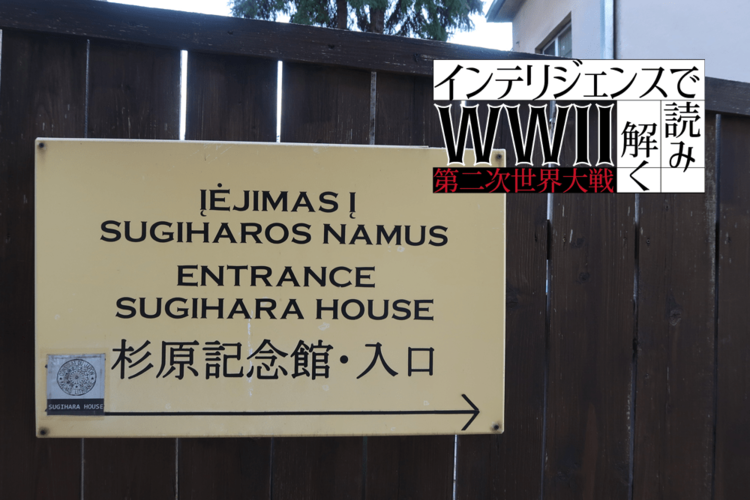 インテリジェンスで
読み解く
WWII
第二次世界大戦
ĮĖJIMAS Į
SUGIHAROS NAMUS
ENTRANCE
SUGIHARA HOUSE
杉原記念館・入口
SUGIHARA HOUSE